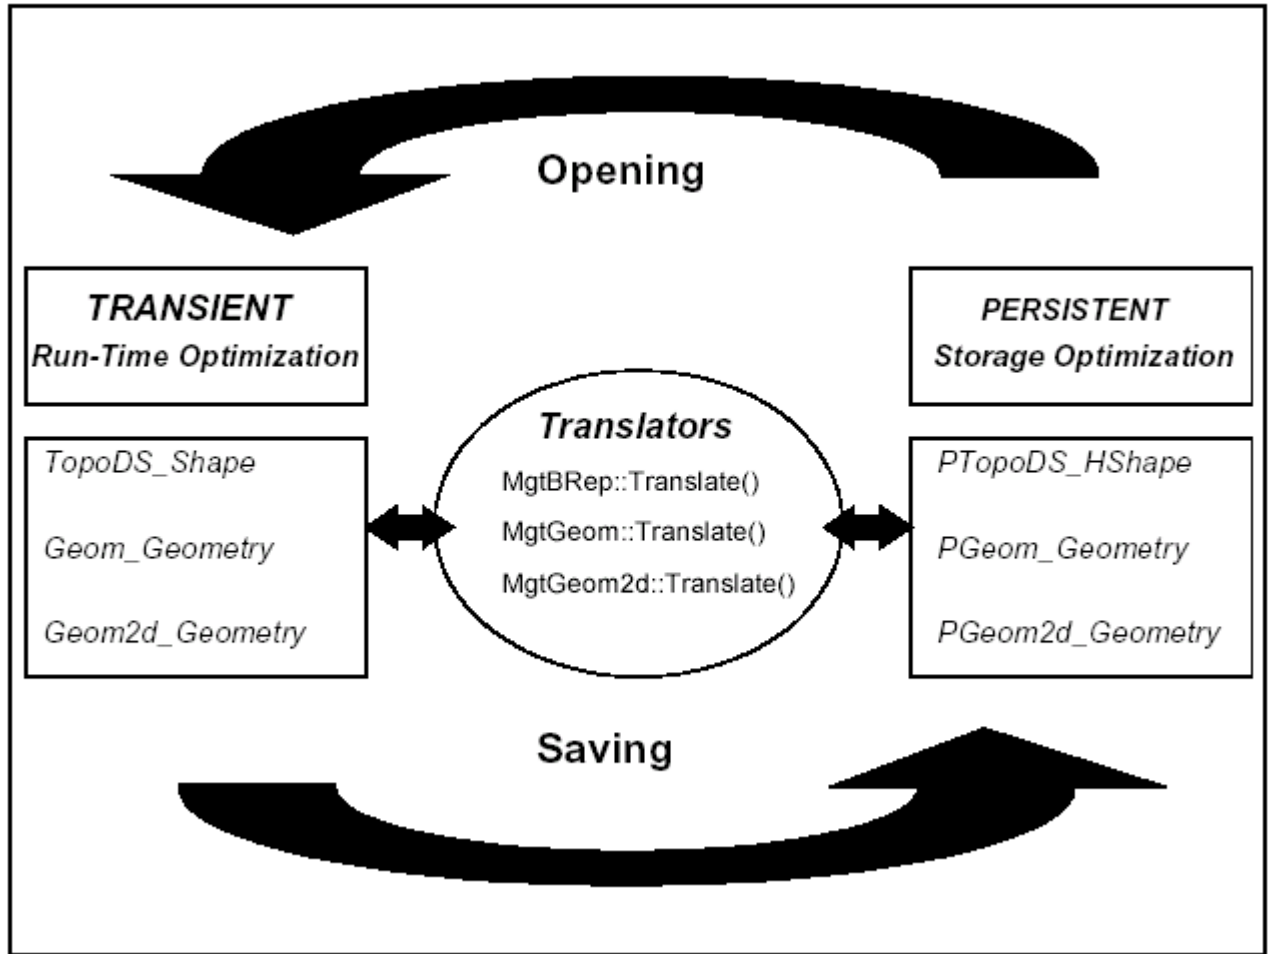 Opening
TRANSIENT
Run-Time Optimization
PERSISTENT
Storage Optimization
TopoDS_Shape
Geom_Geometry
Geom2d_Geometry
Translators
MgtBRep::Translate()
MgtGeom::Translate()
MgtGeom2d::Translate()
PTopoDS_HShape
PGeom_Geometry
PGeom2d_Geometry
Saving